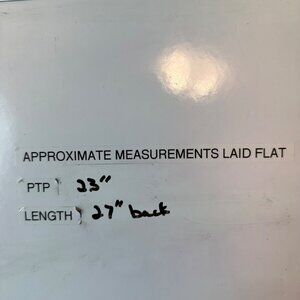 APPROXIMATE MEASUREMENTS LAID FLAT
PTP 23"
LENGTH 27" back